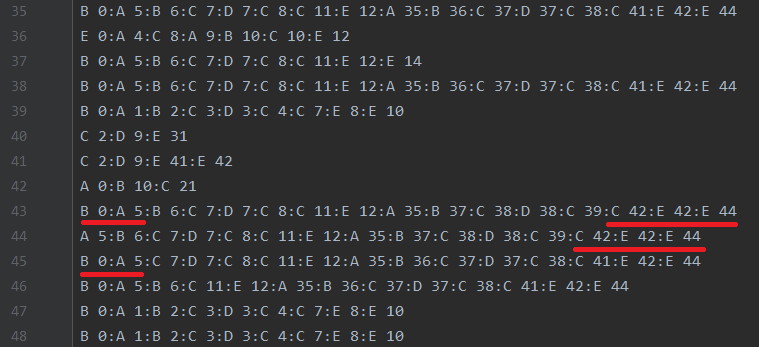 35 B 0:A 5:B 6:C 7:D 7:C 8:C 11:E 12:A 35:B 36:C 37:D 37:C 38:C 41:E 42:E 44
36 E 0:A 4:C 8:A 9:B 10:C 10:E 12
37 B 0:A 5:B 6:C 7:D 7:C 8:C 11:E 12:E 14
38 B 0:A 5:B 6:C 7:D 7:C 8:C 11:E 12:A 35:B 36:C 37:D 37:C 38:C 41:E 42:E 44
39 B 0:A 1:B 2:C 3:D 3:C 4:C 7:E 8:E 10
40 C 2:D 9:E 31
41 C 2:D 9:E 41:E 42
42 A 0:B 10:C 21
43 B 0:A 5:B 6:C 7:D 7:C 8:C 11:E 12:A 35:B 37:C 38:D 38:C 39:C 42:E 42:E 44
44 A 5:B 6:C 7:D 7:C 8:C 11:E 12:A 35:B 37:C 38:D 38:C 39:C 42:E 42:E 44
45 B 0:A 5:C 7:D 7:C 8:C 11:E 12:A 35:B 36:C 37:D 37:C 38:C 41:E 42:E 44
46 B 0:A 5:B 6:C 11:E 12:A 35:B 36:C 37:D 37:C 38:C 41:E 42:E 44
47 B 0:A 1:B 2:C 3:D 3:C 4:C 7:E 8:E 10
48 B 0:A 1:B 2:C 3:D 3:C 4:C 7:E 8:E 10